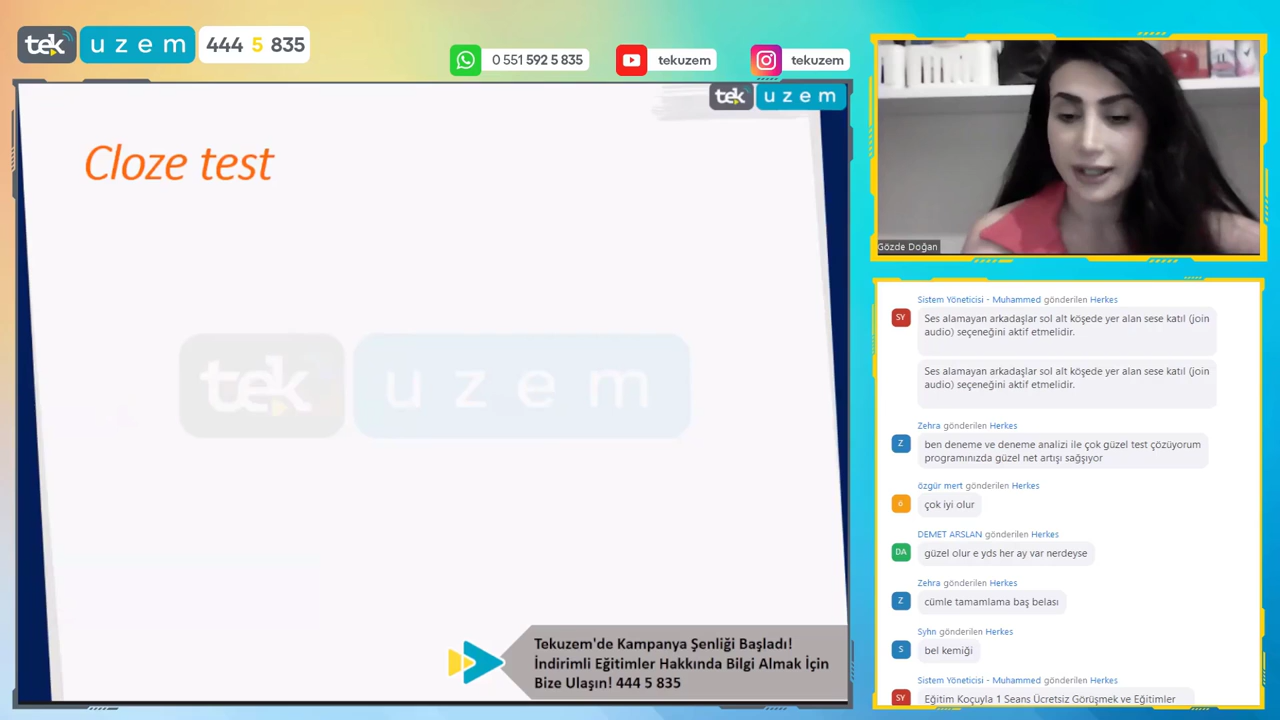 tek uzem 444 5 835
0 551 592 5 835
tekuzem
tekuzem
tek uzem
Cloze test
tek uzem
Tekuzem'de Kampanya Şenliği Başladı!
İndirimli Eğitimler Hakkında Bilgi Almak İçin
Bize Ulaşın! 444 5 835
Gözde Doğan
Sistem Yöneticisi - Muhammed gönderilen Herkes
SY
Ses alamayan arkadaşlar sol alt köşede yer alan sese katıl (join
audio) seçeneğini aktif etmelidir.
Ses alamayan arkadaşlar sol alt köşede yer alan sese katıl (join
audio) seçeneğini aktif etmelidir.
Zehra gönderilen Herkes
Z
ben deneme ve deneme analizi ile çok güzel test çözüyorum
programınızda güzel net artışı sağşıyor
özgür mert gönderilen Herkes
ö
çok iyi olur
DEMET ARSLAN gönderilen Herkes
DA
güzel olur e yds her ay var nerdeyse
Zehra gönderilen Herkes
Z
cümle tamamlama baş belası
Syhn gönderilen Herkes
S
bel kemiği
Sistem Yöneticisi - Muhammed gönderilen Herkes
SY
Eğitim Koçuyla 1 Seans Ücretsiz Görüşmek ve Eğitimler